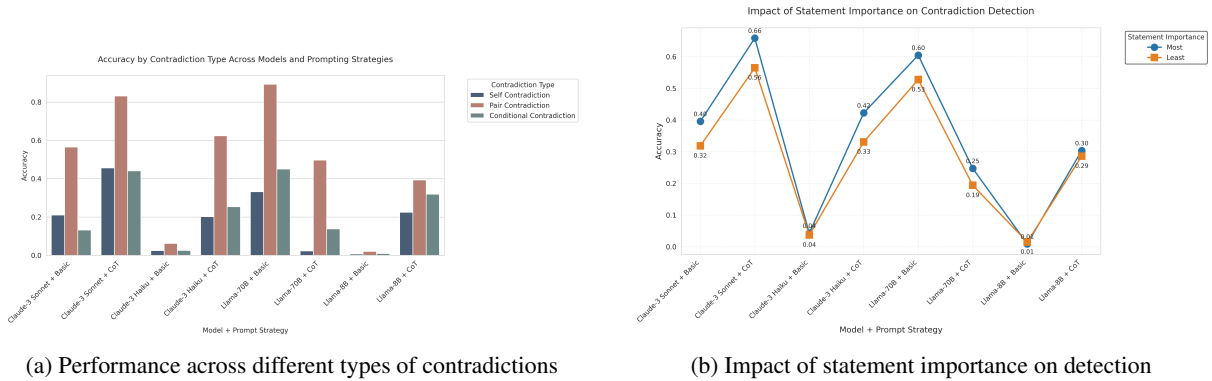 Accuracy by Contradiction Type Across Models and Prompting Strategies
Accuracy
0.8
0.6
0.4
0.2
0.0
Claude-3 Sonnet + Basic
Claude-3 Sonnet + CoT
Claude-3 Haiku + Basic
Claude-3 Haiku + CoT
Llama-70B + Basic
Llama-70B + CoT
Llama-8B + Basic
Llama-8B + CoT
Model + Prompt Strategy
Contradiction Type
Self Contradiction
Pair Contradiction
Conditional Contradiction
(a) Performance across different types of contradictions
Impact of Statement Importance on Contradiction Detection
Accuracy
0.6
0.5
0.4
0.3
0.2
0.1
0.0
0.40
0.66
0.04
0.42
0.60
0.25
0.01
0.30
0.32
0.56
0.04
0.33
0.53
0.19
0.01
0.29
Claude-3 Sonnet + Basic
Claude-3 Sonnet + CoT
Claude-3 Haiku + Basic
Claude-3 Haiku + CoT
Llama-70B + Basic
Llama-70B + CoT
Llama-8B + Basic
Llama-8B + CoT
Model + Prompt Strategy
Statement Importance
Most
Least
(b) Impact of statement importance on detection